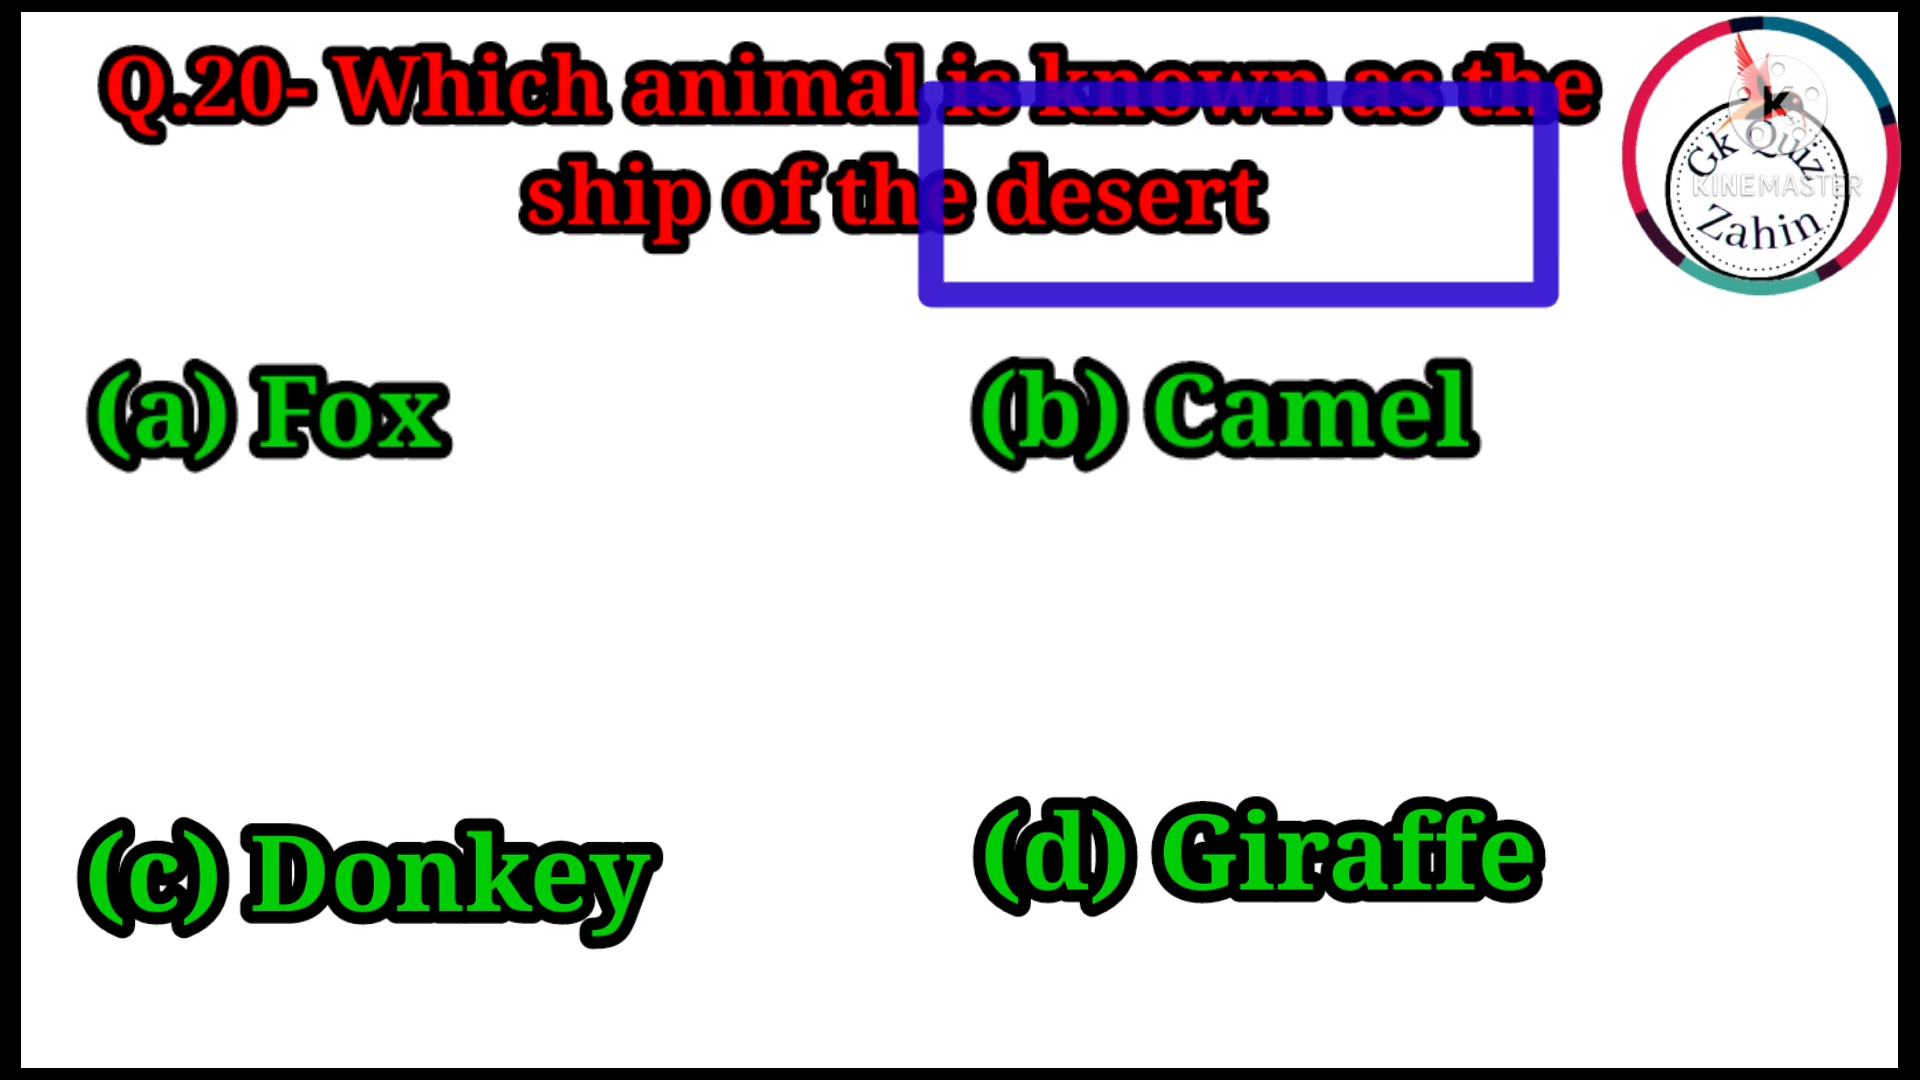 Q.20- Which animal is known as the
ship of the desert
(a) Fox
(b) Camel
(c) Donkey
(d) Giraffe
Gk Quiz
KINEMASTER
Zahin